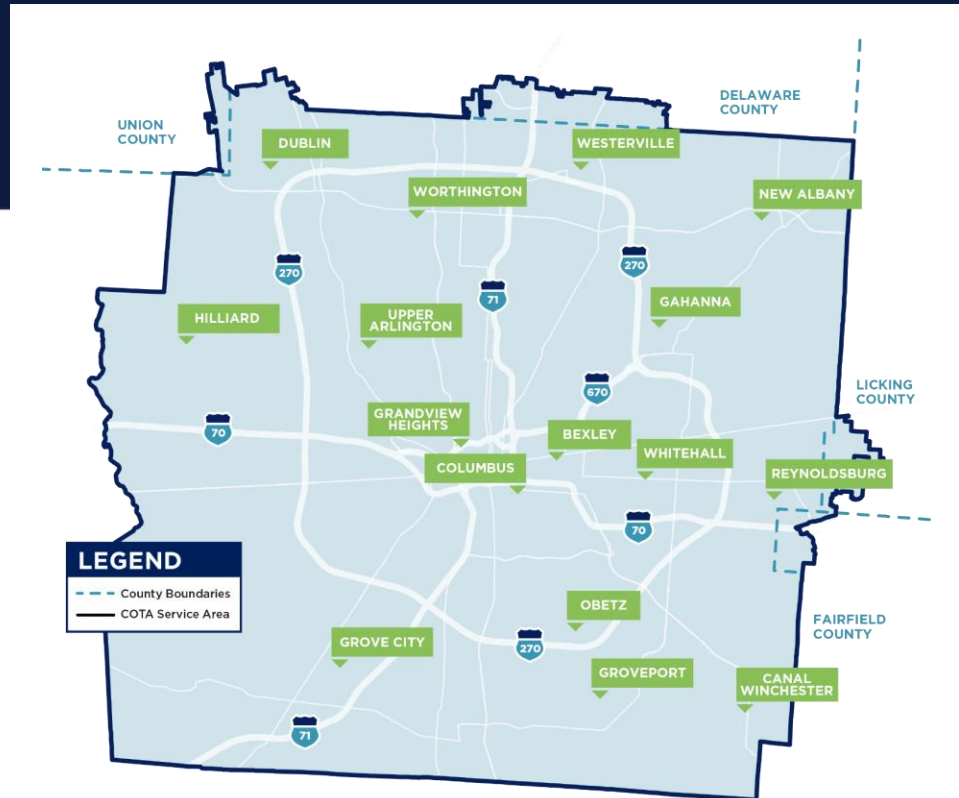 DELAWARE
COUNTY
UNION
COUNTY
DUBLIN
WESTERVILLE
WORTHINGTON
NEW ALBANY
270
270
71
GAHANNA
HILLIARD
UPPER
ARLINGTON
670
LICKING
COUNTY
GRANDVIEW
HEIGHTS
70
BEXLEY
WHITEHALL
COLUMBUS
REYNOLDSBURG
70
LEGEND
County Boundaries
COTA Service Area
OBETZ
FAIRFIELD
COUNTY
GROVE CITY
270
GROVEPORT
CANAL
WINCHESTER
71